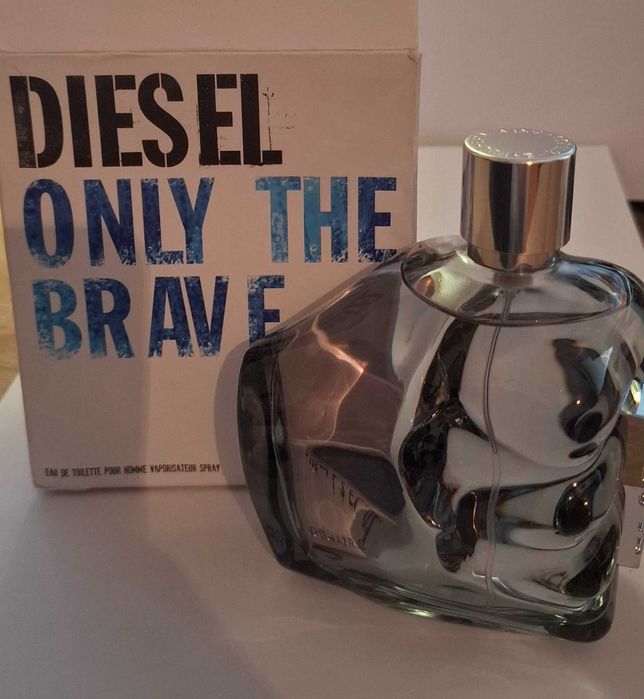 DIESEL
ONLY THE
BRAVE
EAU DE TOILETTE POUR HOMME VAPORISATEUR SPRAY